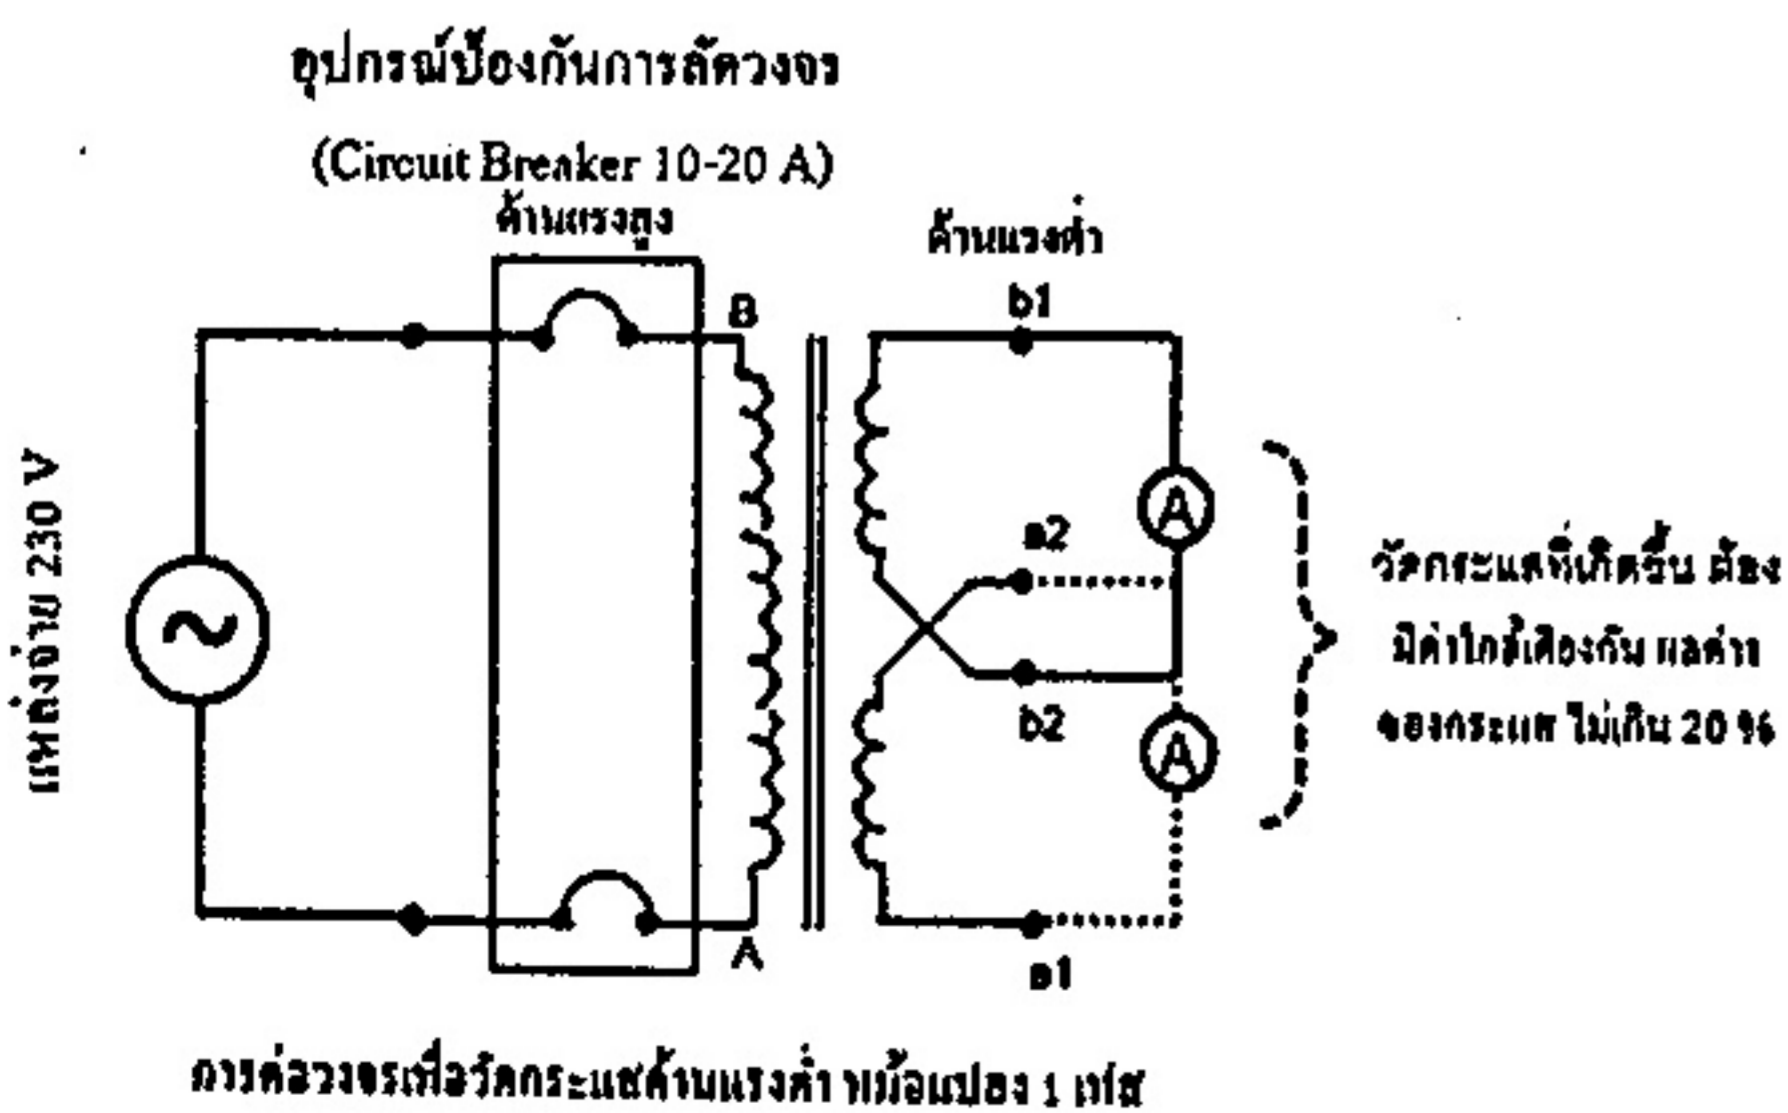 อุปกรณ์ป้องกันการลัดวงจร
(Circuit Breaker 10-20 A)
ด้านแรงสูง
ด้านแรงต่ำ
b1
B
แหล่งจ่าย 230 V
A
a2
วัดกระแสที่เกิดขึ้น ต้อง
มีค่าใกล้เคียงกัน ผลต่าง
ของกระแส ไม่เกิน 20 %
b2
A
A
a1
การต่อวงจรเพื่อวัดกระแสด้านแรงต่ำ หม้อแปลง 1 เฟส